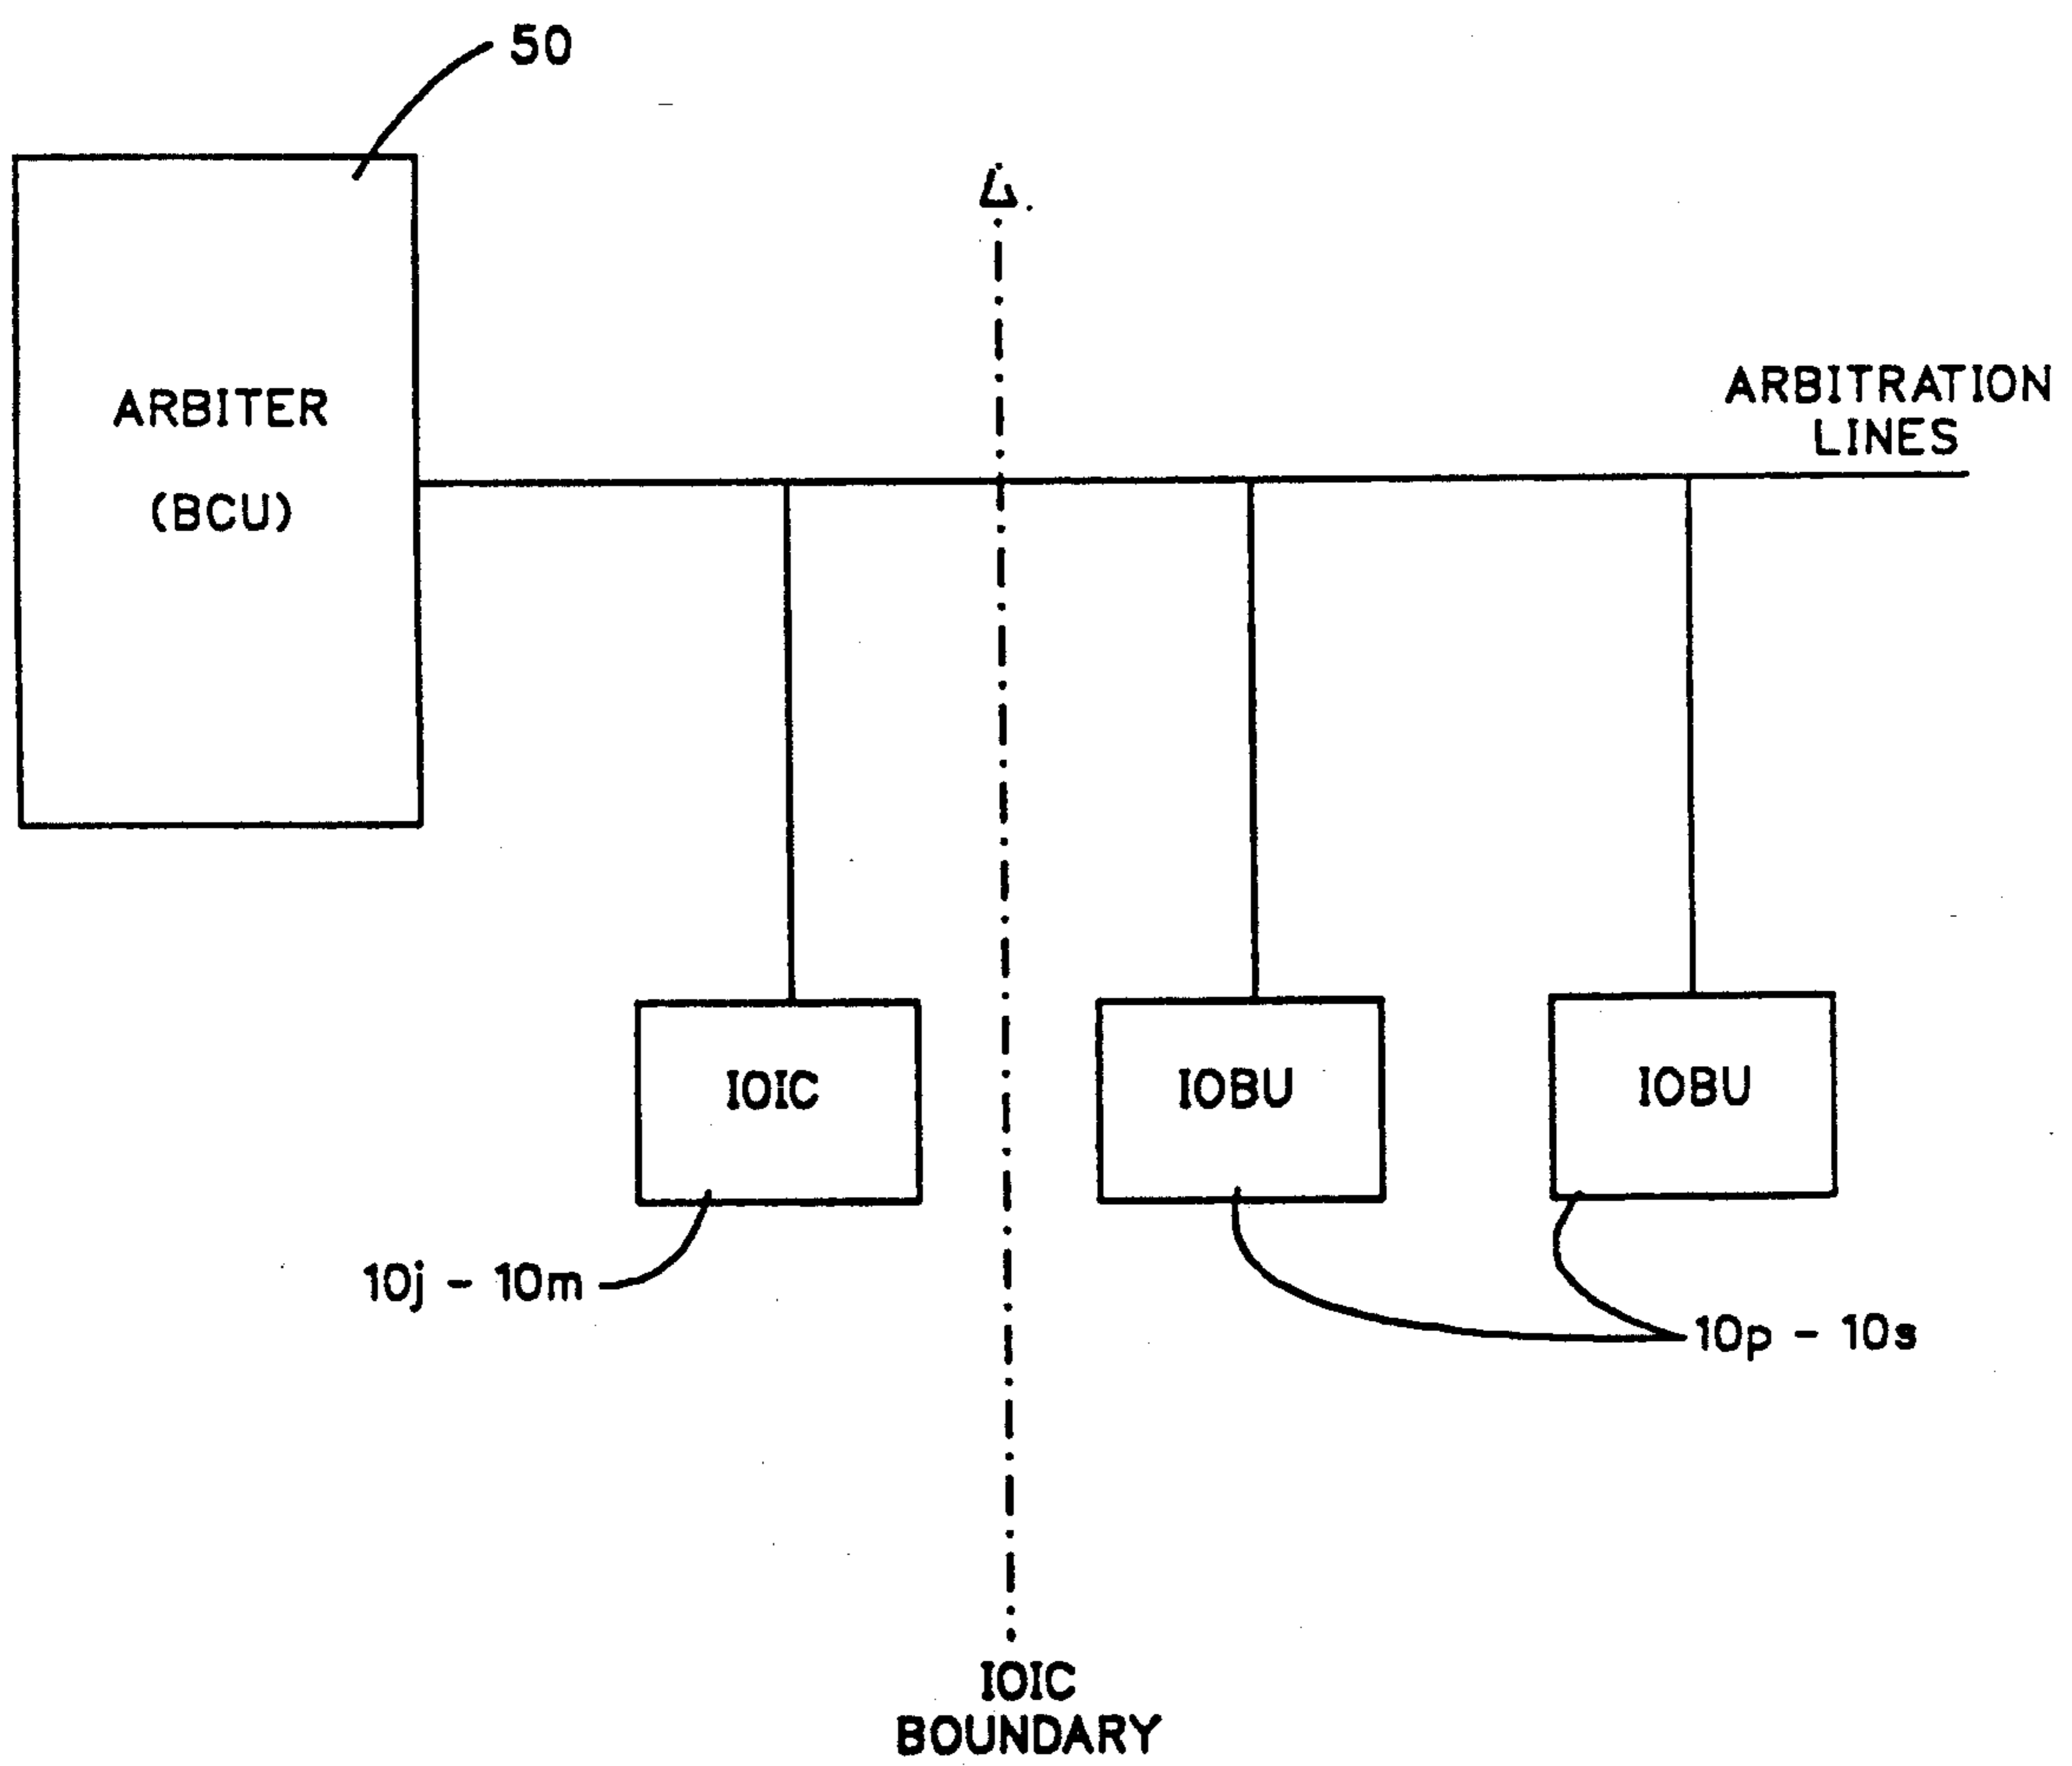 50
ARBITER
(BCU)
ARBITRATION
LINES
IOIC
IOBU
IOBU
10j - 10m
10p - 10s
IOIC
BOUNDARY